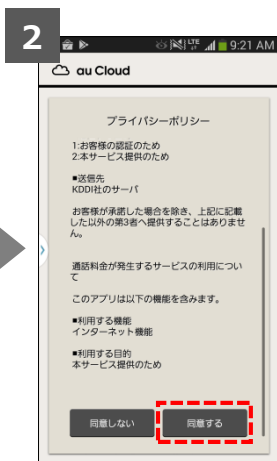 2
LTE 9:21 AM
au Cloud
プライバシーポリシー
1:お客様の認証のため
2:本サービス提供のため
■送信先
KDDI社のサーバ
お客様が承諾した場合を除き、上記に記載
した以外の第3者へ提供することはありませ
ん。
通話料金が発生するサービスの利用につい
て
このアプリは以下の機能を含みます。
■利用する機能
インターネット機能
■利用する目的
本サービス提供のため
同意しない 同意する